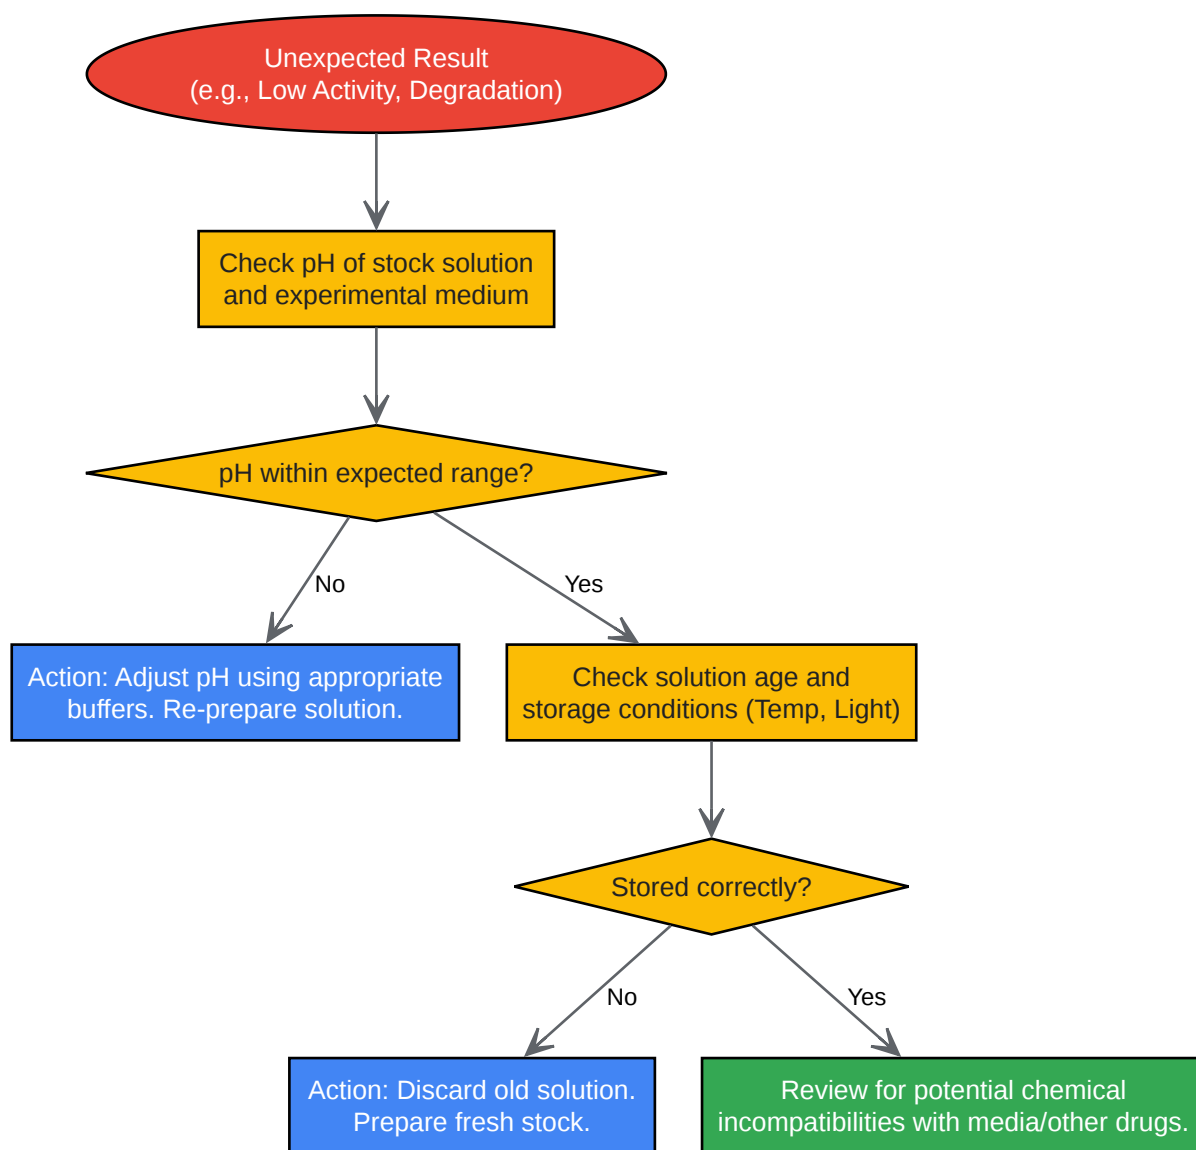 Unexpected Result
(e.g., Low Activity, Degradation)
Check pH of stock solution
and experimental medium
pH within expected range?
No
Yes
Action: Adjust pH using appropriate
buffers. Re-prepare solution.
Check solution age and
storage conditions (Temp, Light)
Stored correctly?
No
Yes
Action: Discard old solution.
Prepare fresh stock.
Review for potential chemical
incompatibilities with media/other drugs.